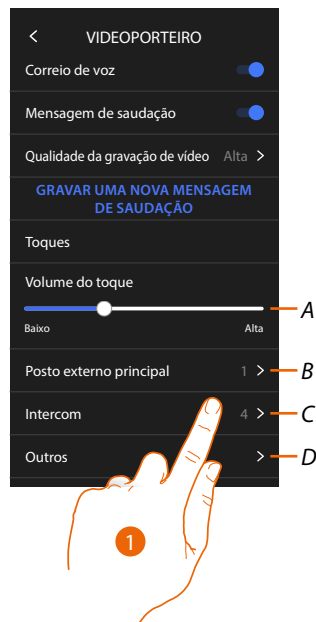 VIDEOPORTEIRO
Correio de voz
Mensagem de saudação
Qualidade da gravação de vídeo Alta
GRAVAR UMA NOVA MENSAGEM
DE SAUDAÇÃO
Toques
Volume do toque
A
Baixo Alta
Posto externo principal 1 B
Intercom 4 C
Outros D
1